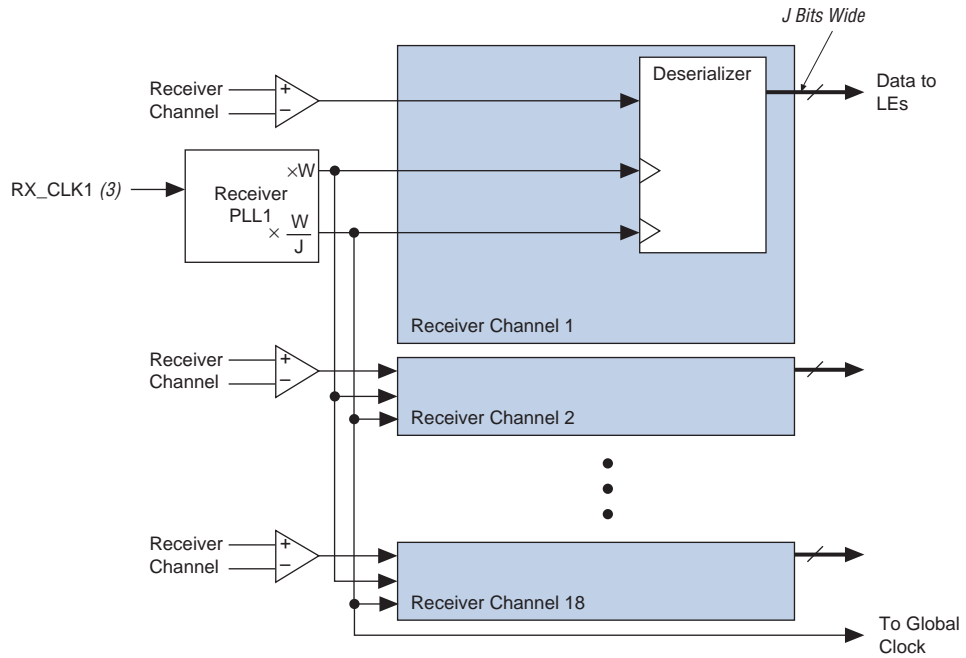 J Bits Wide
Deserializer
Data to
LEs
Receiver
Channel
+
–
RX_CLK1 (3)
×W
Receiver
PLL1
× W
J
Receiver Channel 1
Receiver
Channel
+
–
Receiver Channel 2
Receiver
Channel
+
–
Receiver Channel 18
To Global
Clock